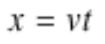 x = vt